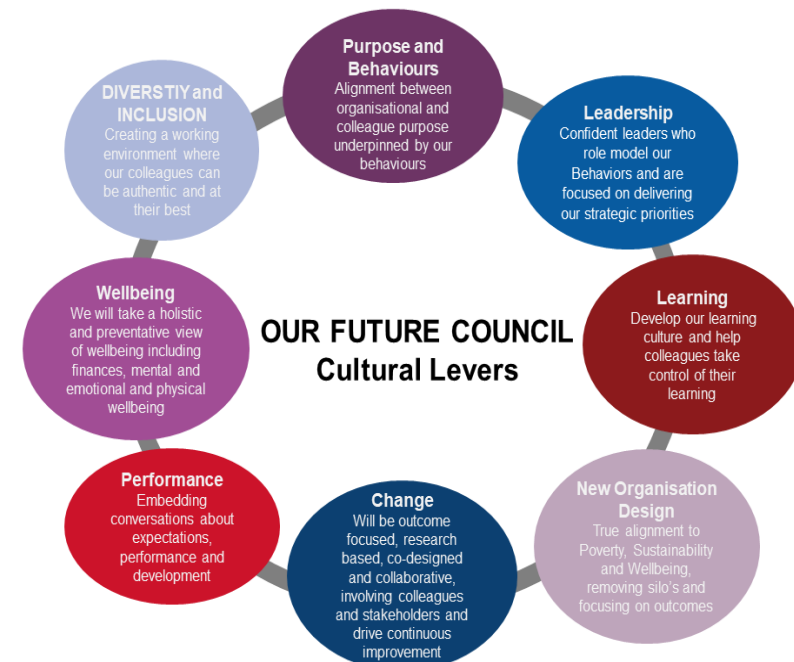 Purpose and
Behaviours
Alignment between
organisational and
colleague purpose
underpinned by our
behaviours
Leadership
Confident leaders who
role model our
Behaviors and are
focused on delivering
our strategic priorities
Learning
Develop our learning
culture and help
colleagues take
control of their
learning
New Organisation
Design
True alignment to
Poverty, Sustainability
and Wellbeing,
removing silo's and
focusing on outcomes
Change
Will be outcome
focused, research
based, co-designed
and collaborative,
involving colleagues
and stakeholders and
drive continuous
improvement
Performance
Embedding
conversations about
expectations,
performance and
development
Wellbeing
We will take a holistic
and preventative view
of wellbeing including
finances, mental and
emotional and physical
wellbeing
DIVERSTIY and
INCLUSION
Creating a working
environment where
our colleagues can
be authentic and at
their best
OUR FUTURE COUNCIL
Cultural Levers